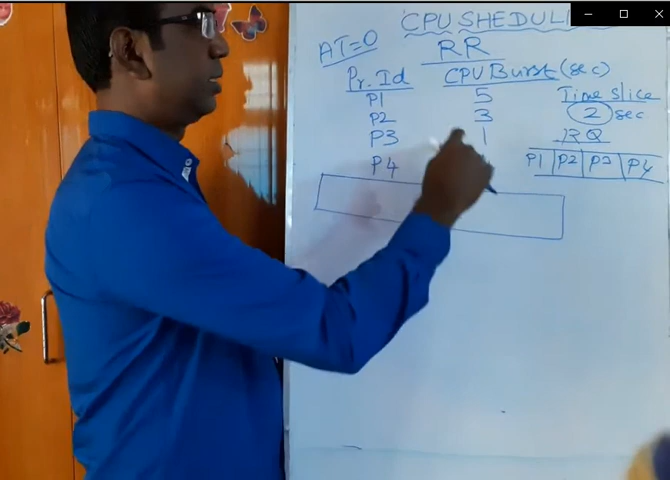 CPU SHEDULI
AT=0
RR
Pr. Id CPU Burst (sec)
P1 5
P2 3
P3 1
P4
Time slice
2 sec
RQ
P1 P2 P3 P4